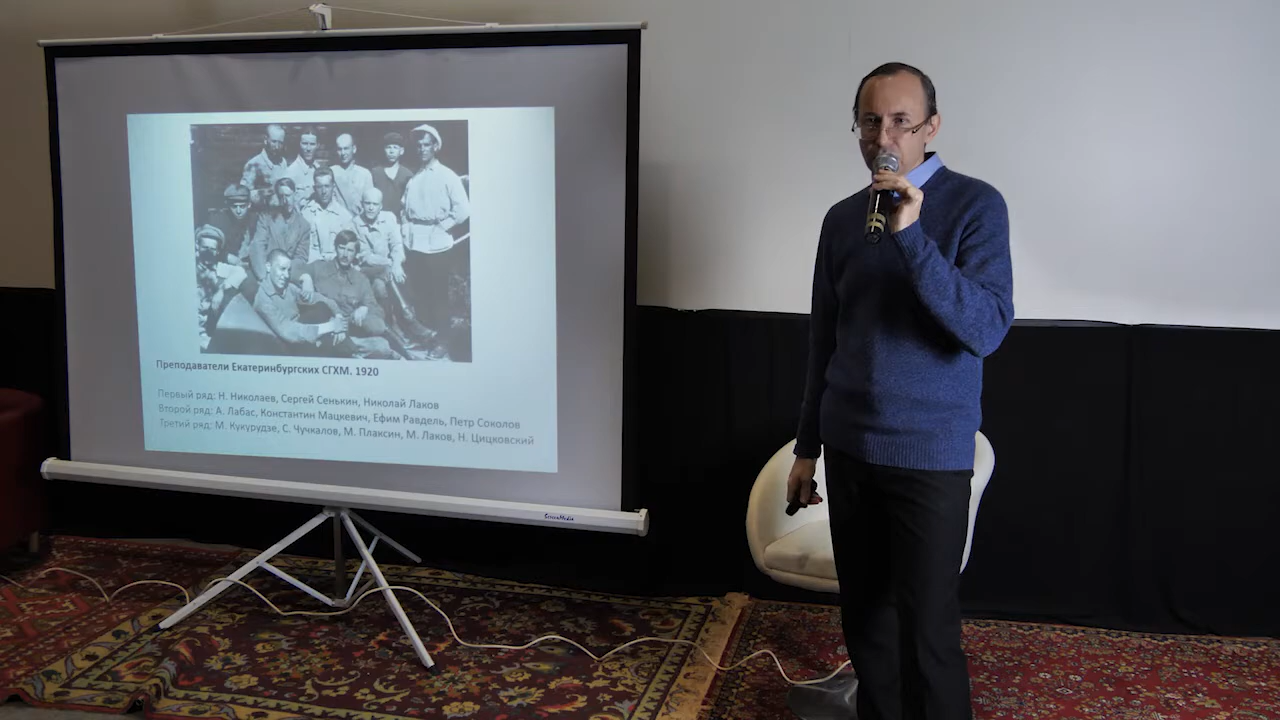 Преподаватели Екатеринбургских СГХМ. 1920
Первый ряд: Н. Николаев, Сергей Сенькин, Николай Лаков
Второй ряд: А. Лабас, Константин Мацкевич, Ефим Равдель, Петр Соколов
Третий ряд: М. Кукурудзе, С. Чучкалов, М. Плаксин, М. Лаков, Н. Цицковский
ScreenMedia